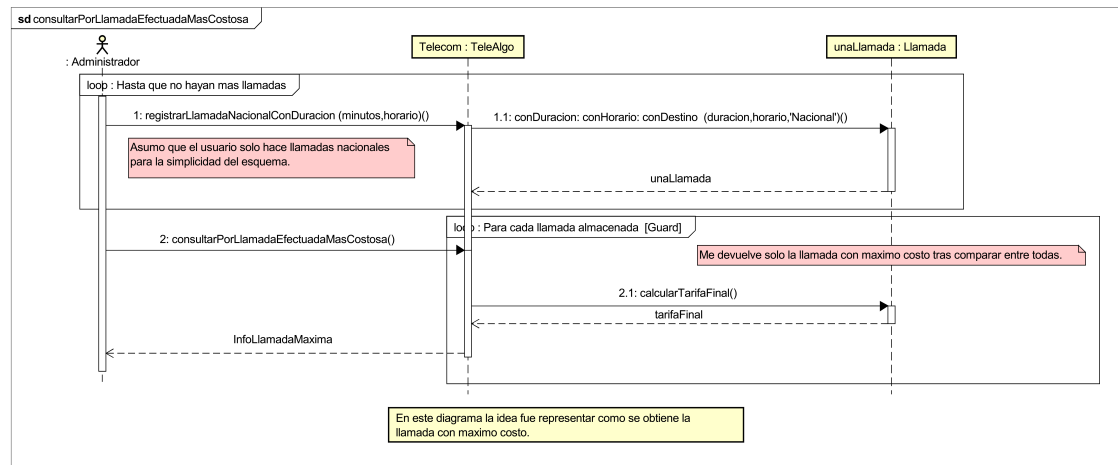 sd consultarPorLlamadaEfectuadaMasCostosa
: Administrador
Telecom : TeleAlgo
unaLlamada : Llamada
loop : Hasta que no hayan mas llamadas
1: registrarLlamadaNacionalConDuracion (minutos,horario)()
1.1: conDuracion: conHorario: conDestino (duracion,horario,'Nacional')()
Asumo que el usuario solo hace llamadas nacionales
para la simplicidad del esquema.
unaLlamada
loop : Para cada llamada almacenada [Guard]
2: consultarPorLlamadaEfectuadaMasCostosa()
Me devuelve solo la llamada con maximo costo tras comparar entre todas.
2.1: calcularTarifaFinal()
tarifaFinal
InfoLlamadaMaxima
En este diagrama la idea fue representar como se obtiene la
llamada con maximo costo.